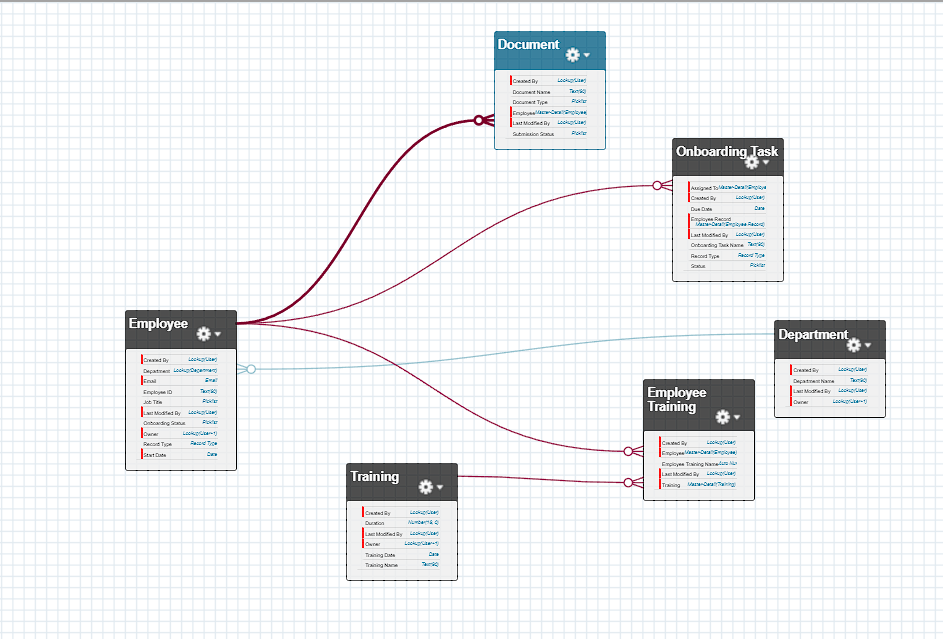 Document
Created By Lookup(User)
Document Name Text(80)
Document Type Picklist
Employee Master-Detail(Employee)
Last Modified By Lookup(User)
Submission Status Picklist
Onboarding Task
Assigned To Master-Detail(Employe
Created By Lookup(User)
Due Date Date
Employee Record
Master-Detail(Employee Record)
Last Modified By Lookup(User)
Onboarding Task Name Text(80)
Record Type Record Type
Status Picklist
Employee
Created By Lookup(User)
Department Lookup(Department)
Email Email
Employee ID Text(80)
Job Title Picklist
Last Modified By Lookup(User)
Onboarding Status Picklist
Owner Lookup(User+1)
Record Type Record Type
Start Date Date
Department
Created By Lookup(User)
Department Name Text(80)
Last Modified By Lookup(User)
Owner Lookup(User+1)
Employee
Training
Created By Lookup(User)
Employee Master-Detail(Employee)
Employee Training Name Auto Nu
Last Modified By Lookup(User)
Training Master-Detail(Training)
Training
Created By Lookup(User)
Duration Number(18, 0)
Last Modified By Lookup(User)
Owner Lookup(User+1)
Training Date Date
Training Name Text(80)